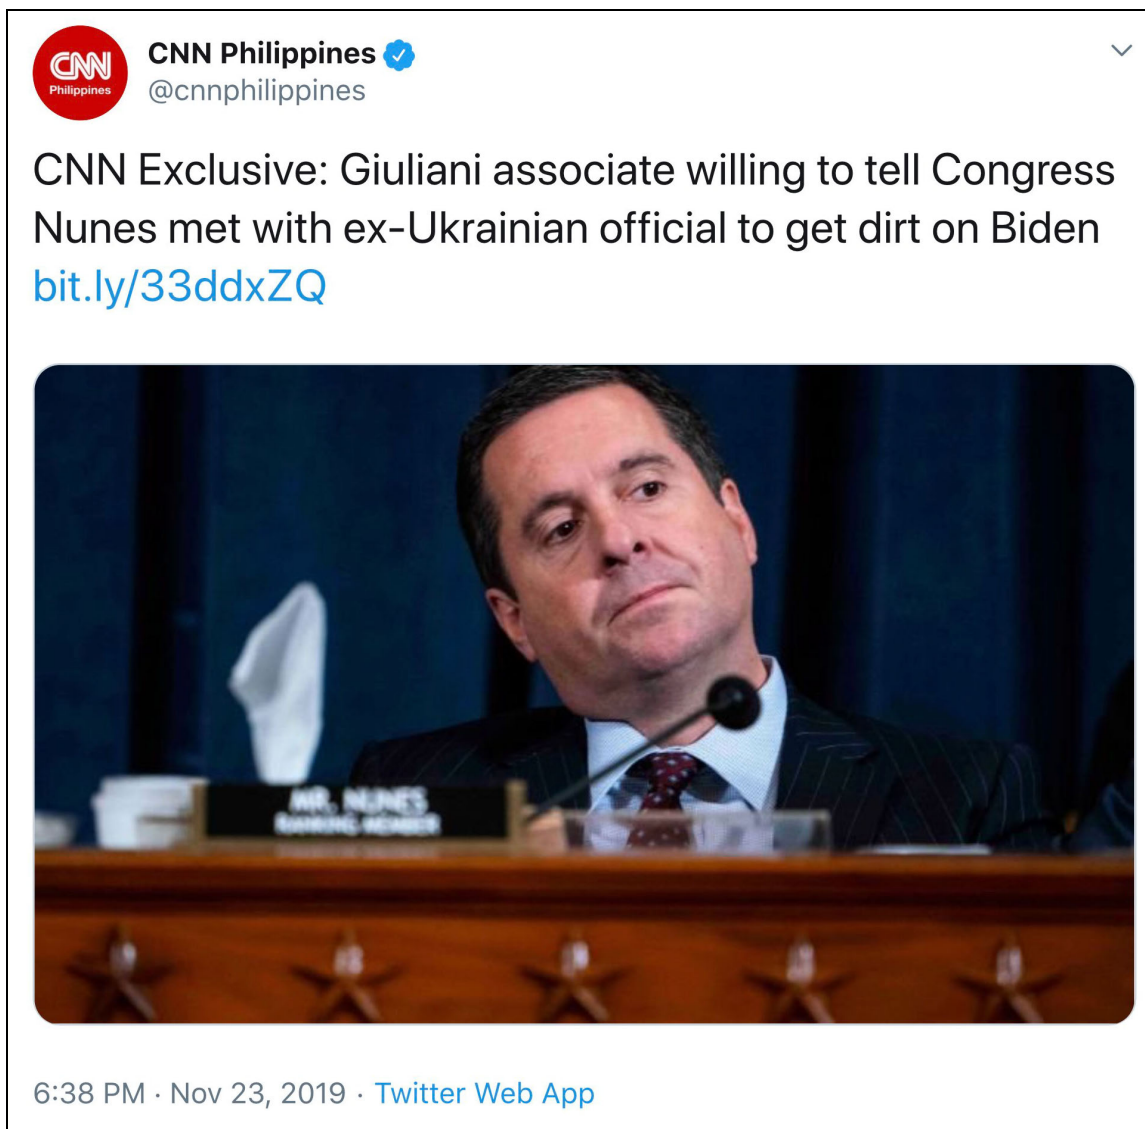 CNN
Philippines
CNN Philippines
@cnnphilippines
CNN Exclusive: Giuliani associate willing to tell Congress
Nunes met with ex-Ukrainian official to get dirt on Biden
bit.ly/33ddxZQ
MR. NUNES
RANKING MEMBER
6:38 PM · Nov 23, 2019 · Twitter Web App